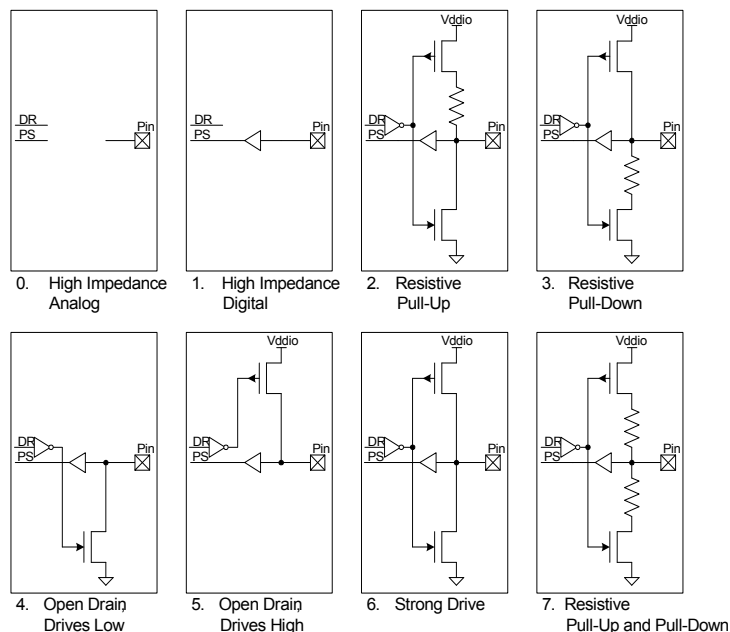 Vddio
Vddio
DR
PS
Pin
DR
PS
Pin
DR
PS
Pin
DR
PS
Pin
0. High Impedance
Analog
1. High Impedance
Digital
2. Resistive
Pull-Up
3. Resistive
Pull-Down
Vddio
Vddio
Vddio
DR
PS
Pin
DR
PS
Pin
DR
PS
Pin
DR
PS
Pin
4. Open Drain,
Drives Low
5. Open Drain,
Drives High
6. Strong Drive
7. Resistive
Pull-Up and Pull-Down